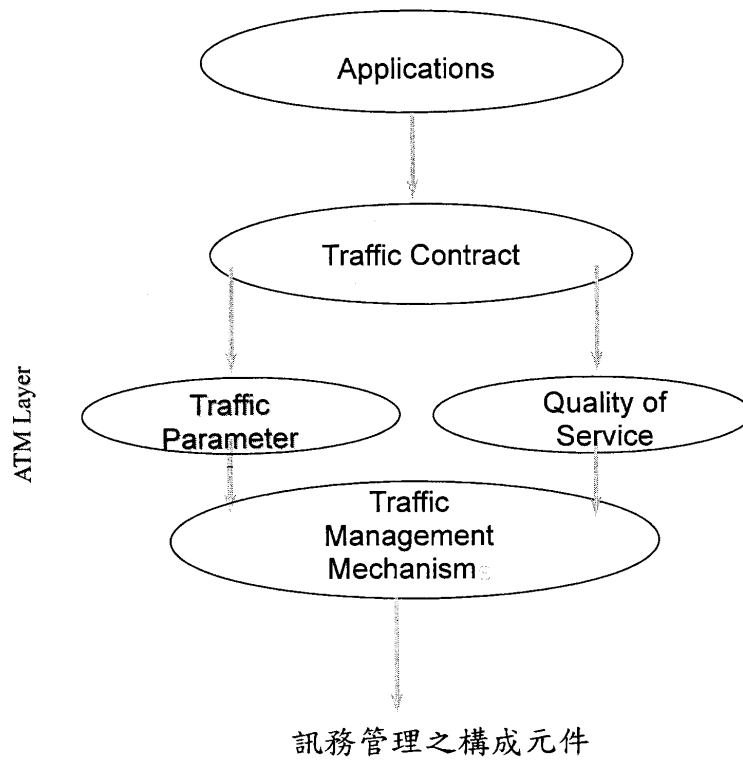 Applications
Traffic Contract
ATM Layer
Traffic
Parameter
Quality of
Service
Traffic
Management
Mechanisms
訊務管理之構成元件